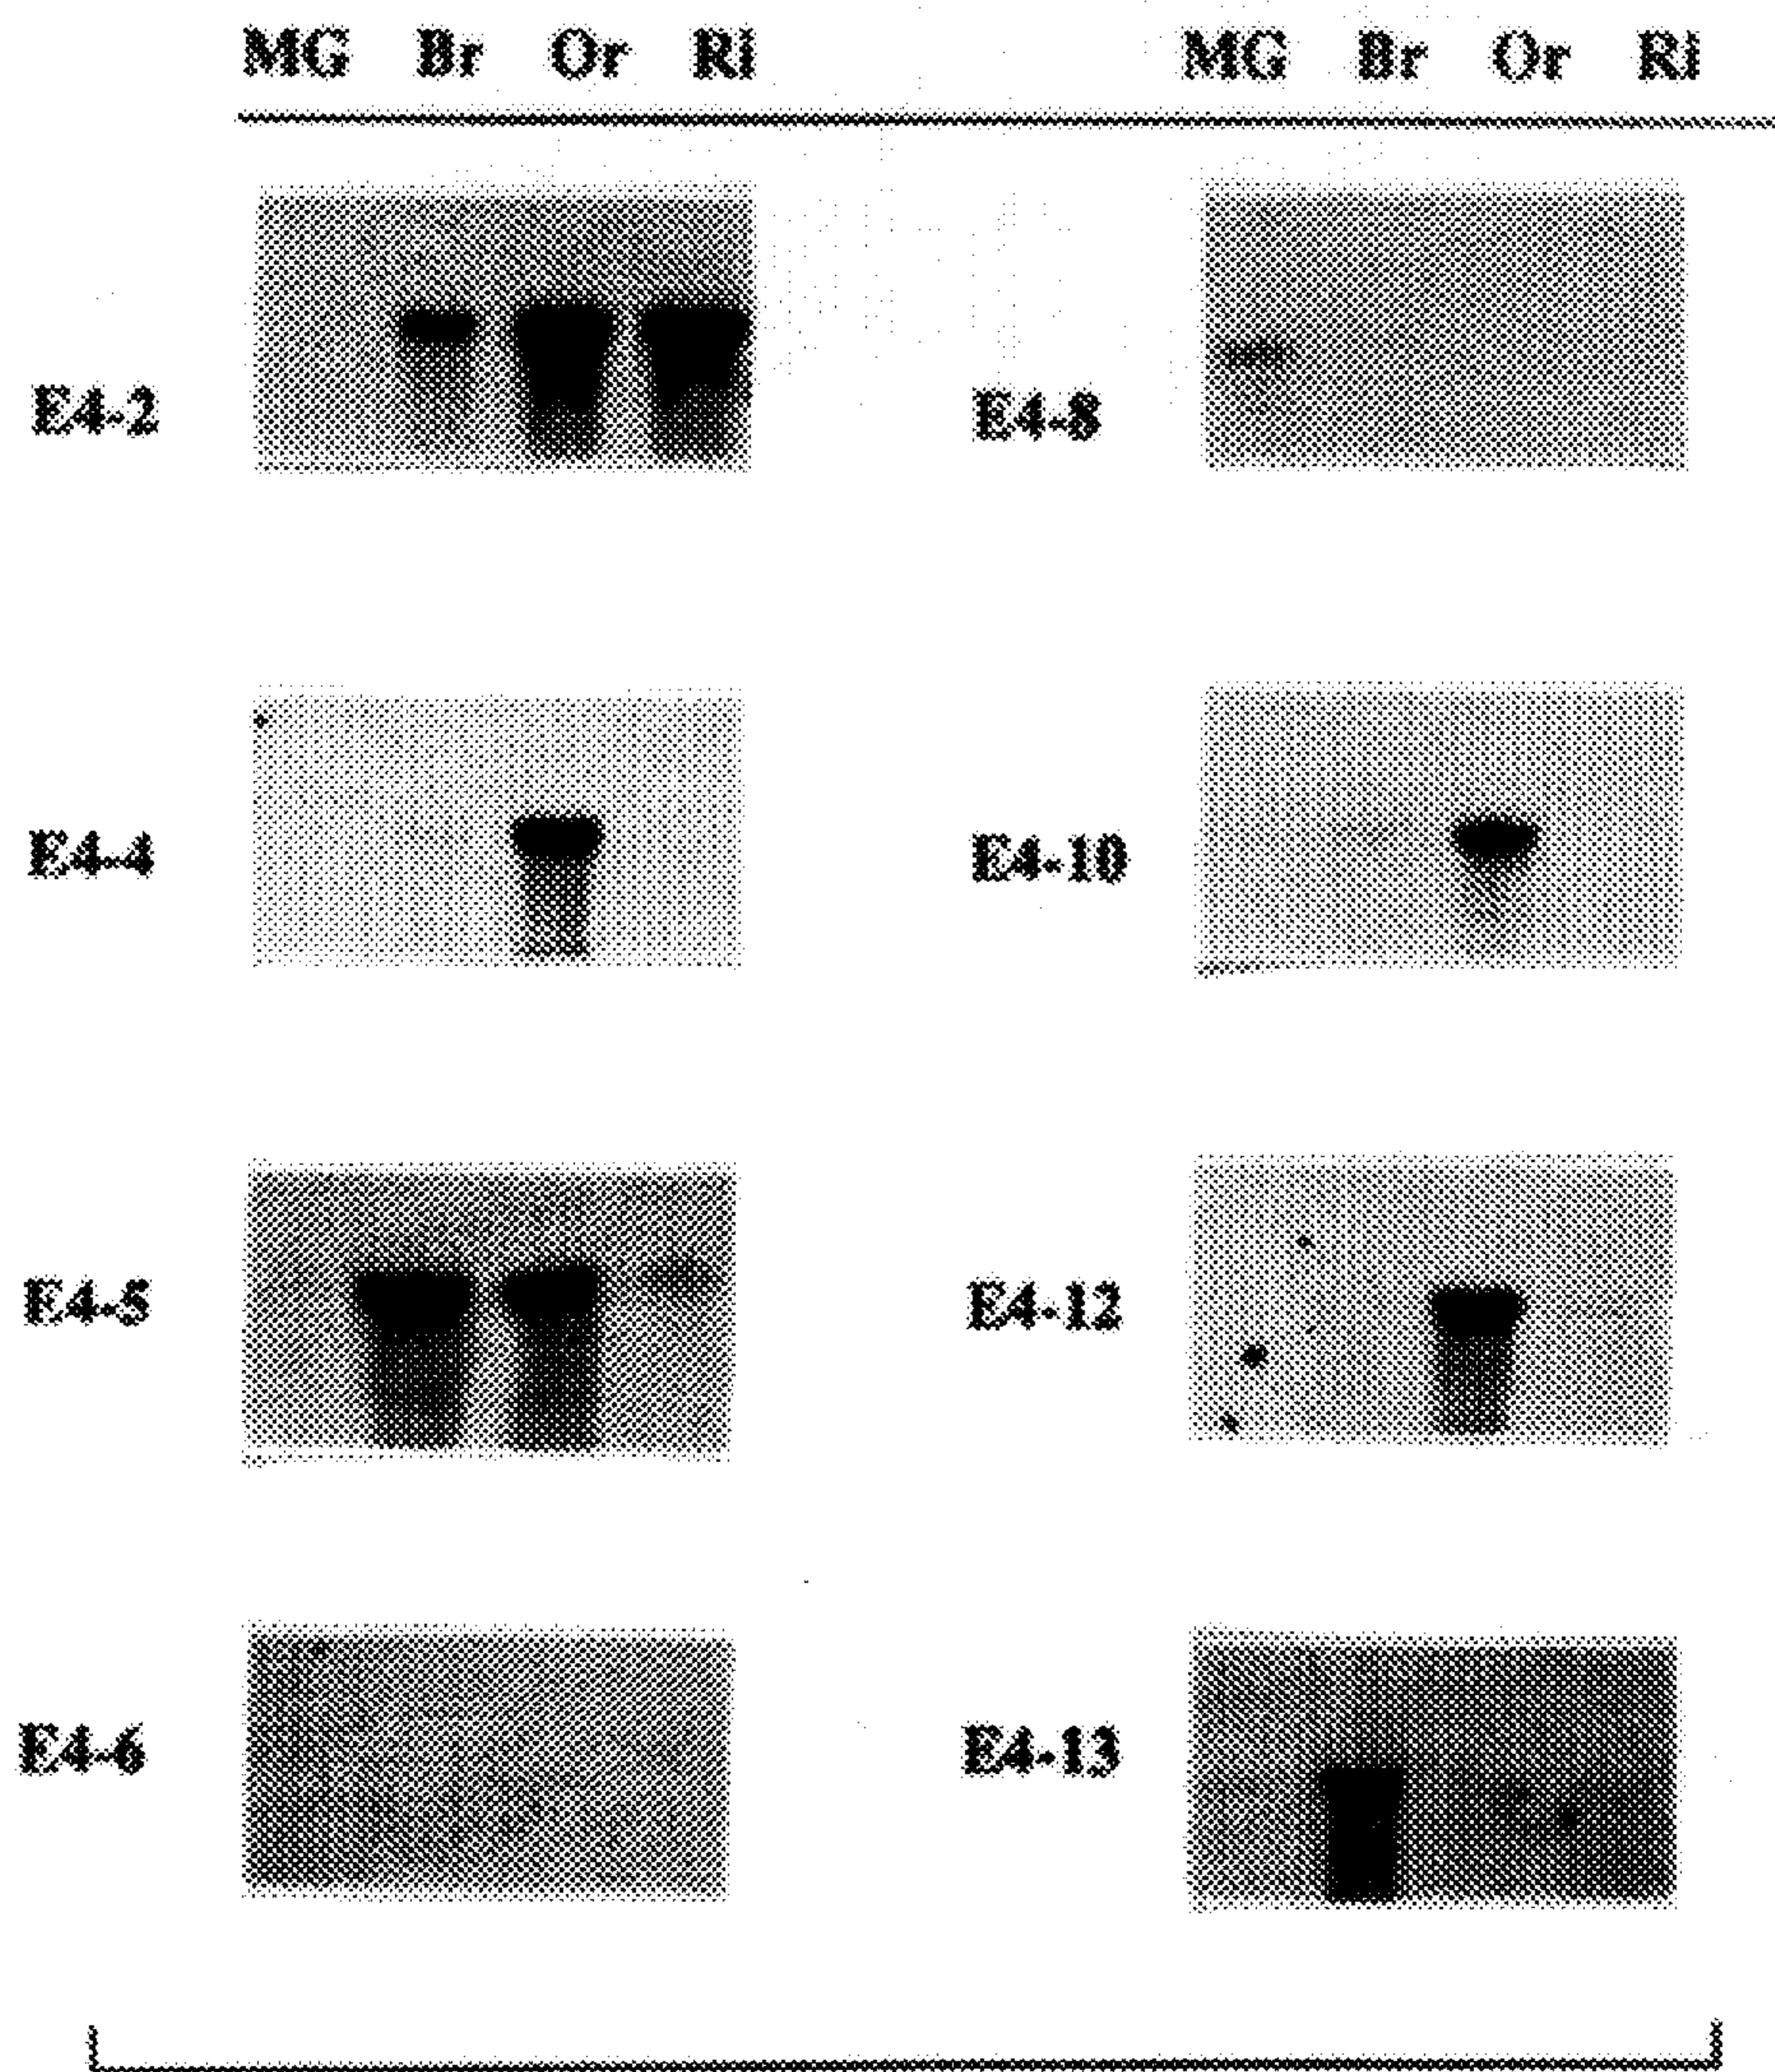 MG Br Or Ri MG Br Or Ri
E4-2 E4-8
E4-4 E4-10
E4-5 E4-12
E4-6 E4-13